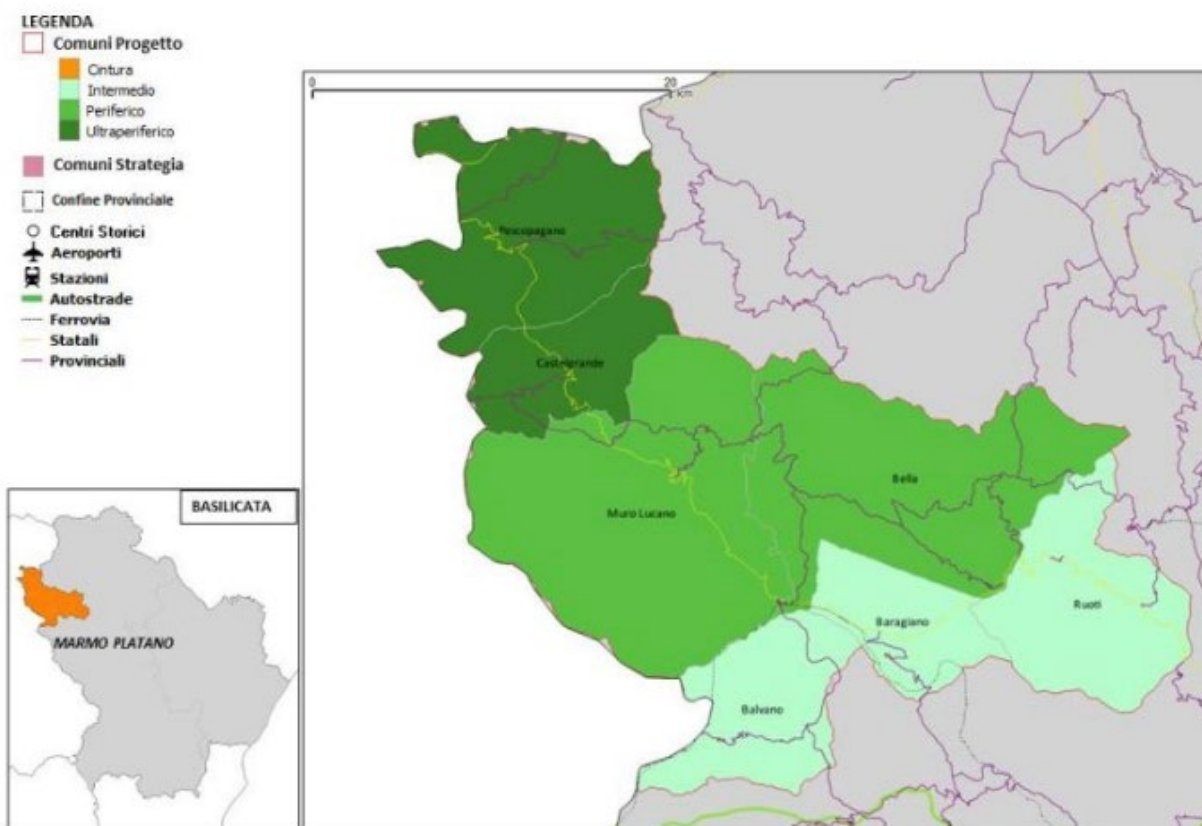 LEGENDA
Comuni Progetto
Cintura
Intermedio
Periferico
Ultraperiferico
Comuni Strategia
Confine Provinciale
Centri Storici
Aeroporti
Stazioni
Autostrade
Ferrovia
Statali
Provinciali
0 20
km
Pescopagano
Castelgrande
Bella
Muro Lucano
Ruoti
Baragiano
Balvano
BASILICATA
MARMO PLATANO